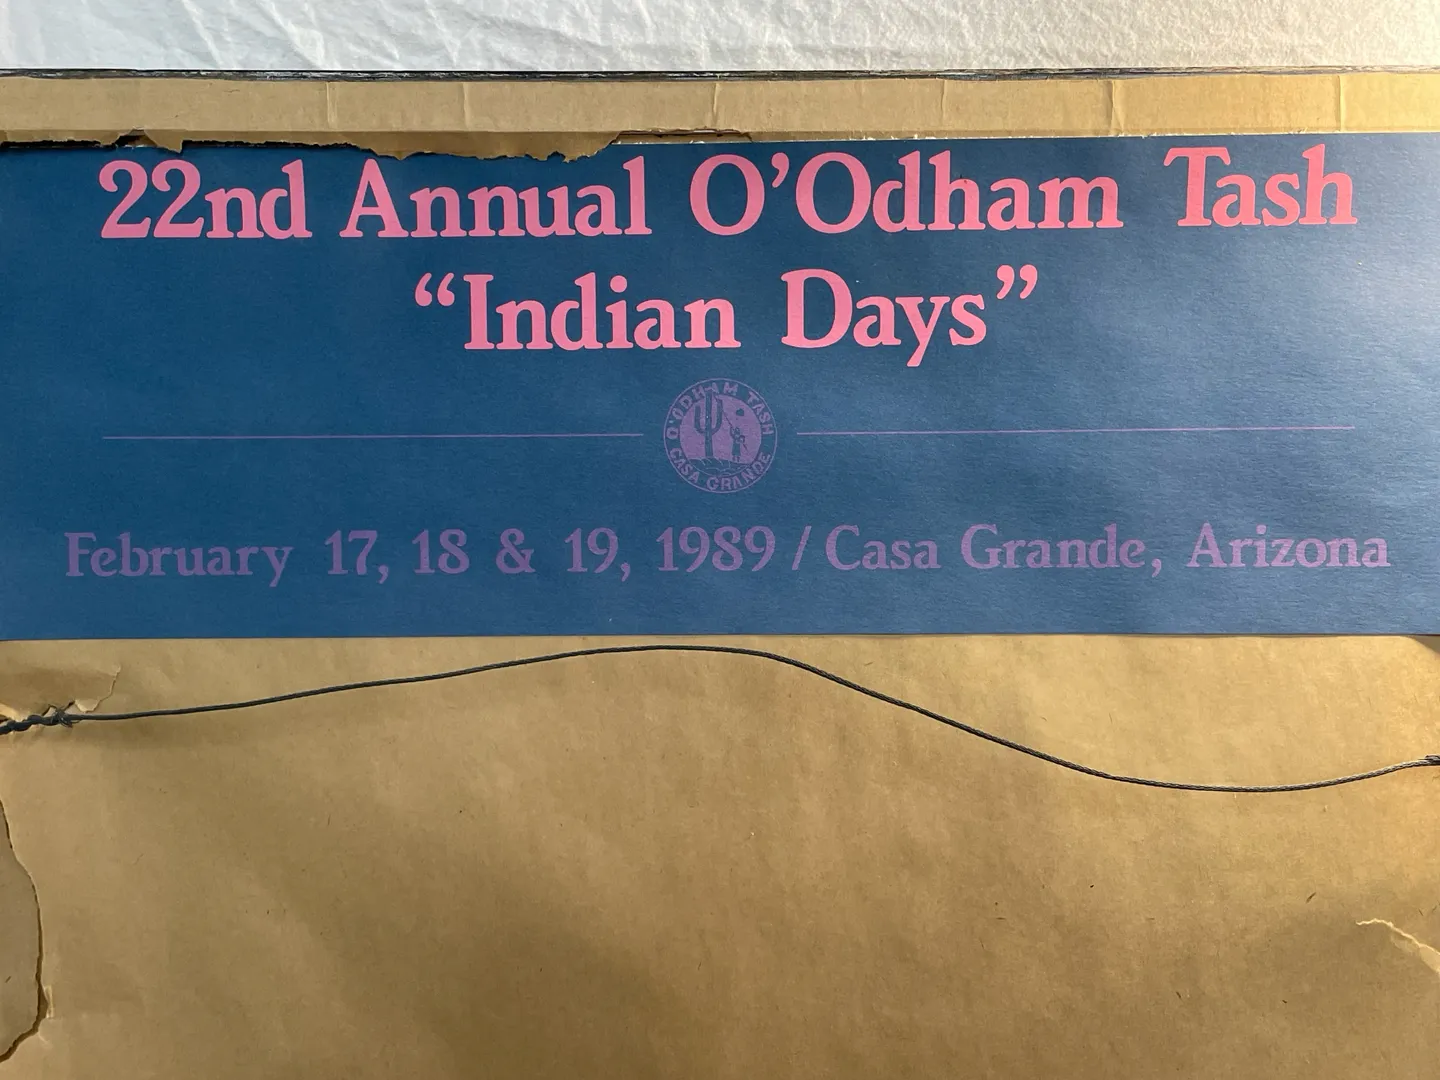 22nd Annual O’Odham Tash
“Indian Days”
O'ODHAM TASH
CASA GRANDE
February 17, 18 & 19, 1989 / Casa Grande, Arizona